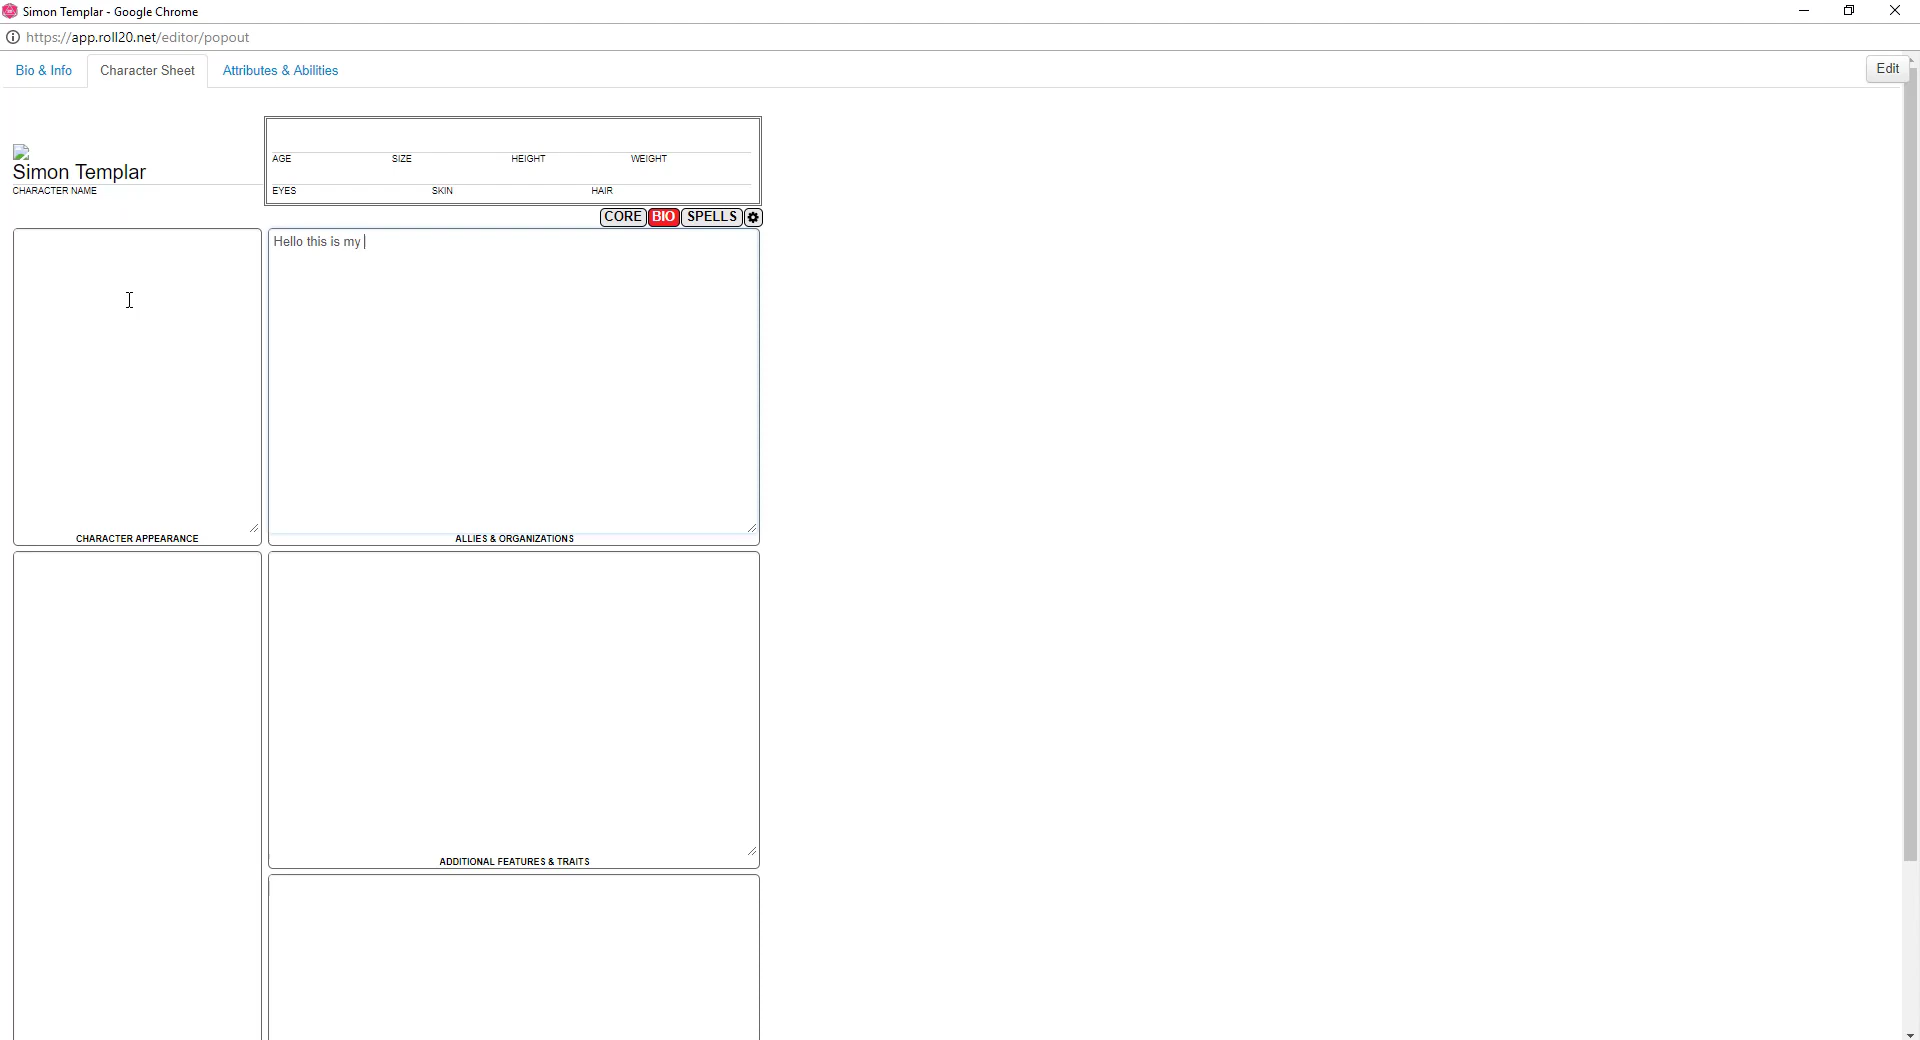 Simon Templar - Google Chrome
https://app.roll20.net/editor/popout
Bio & Info Character Sheet Attributes & Abilities Edit
Simon Templar
CHARACTER NAME
AGE SIZE HEIGHT WEIGHT
EYES SKIN HAIR
CORE BIO SPELLS
Hello this is my
CHARACTER APPEARANCE ALLIES & ORGANIZATIONS
ADDITIONAL FEATURES & TRAITS